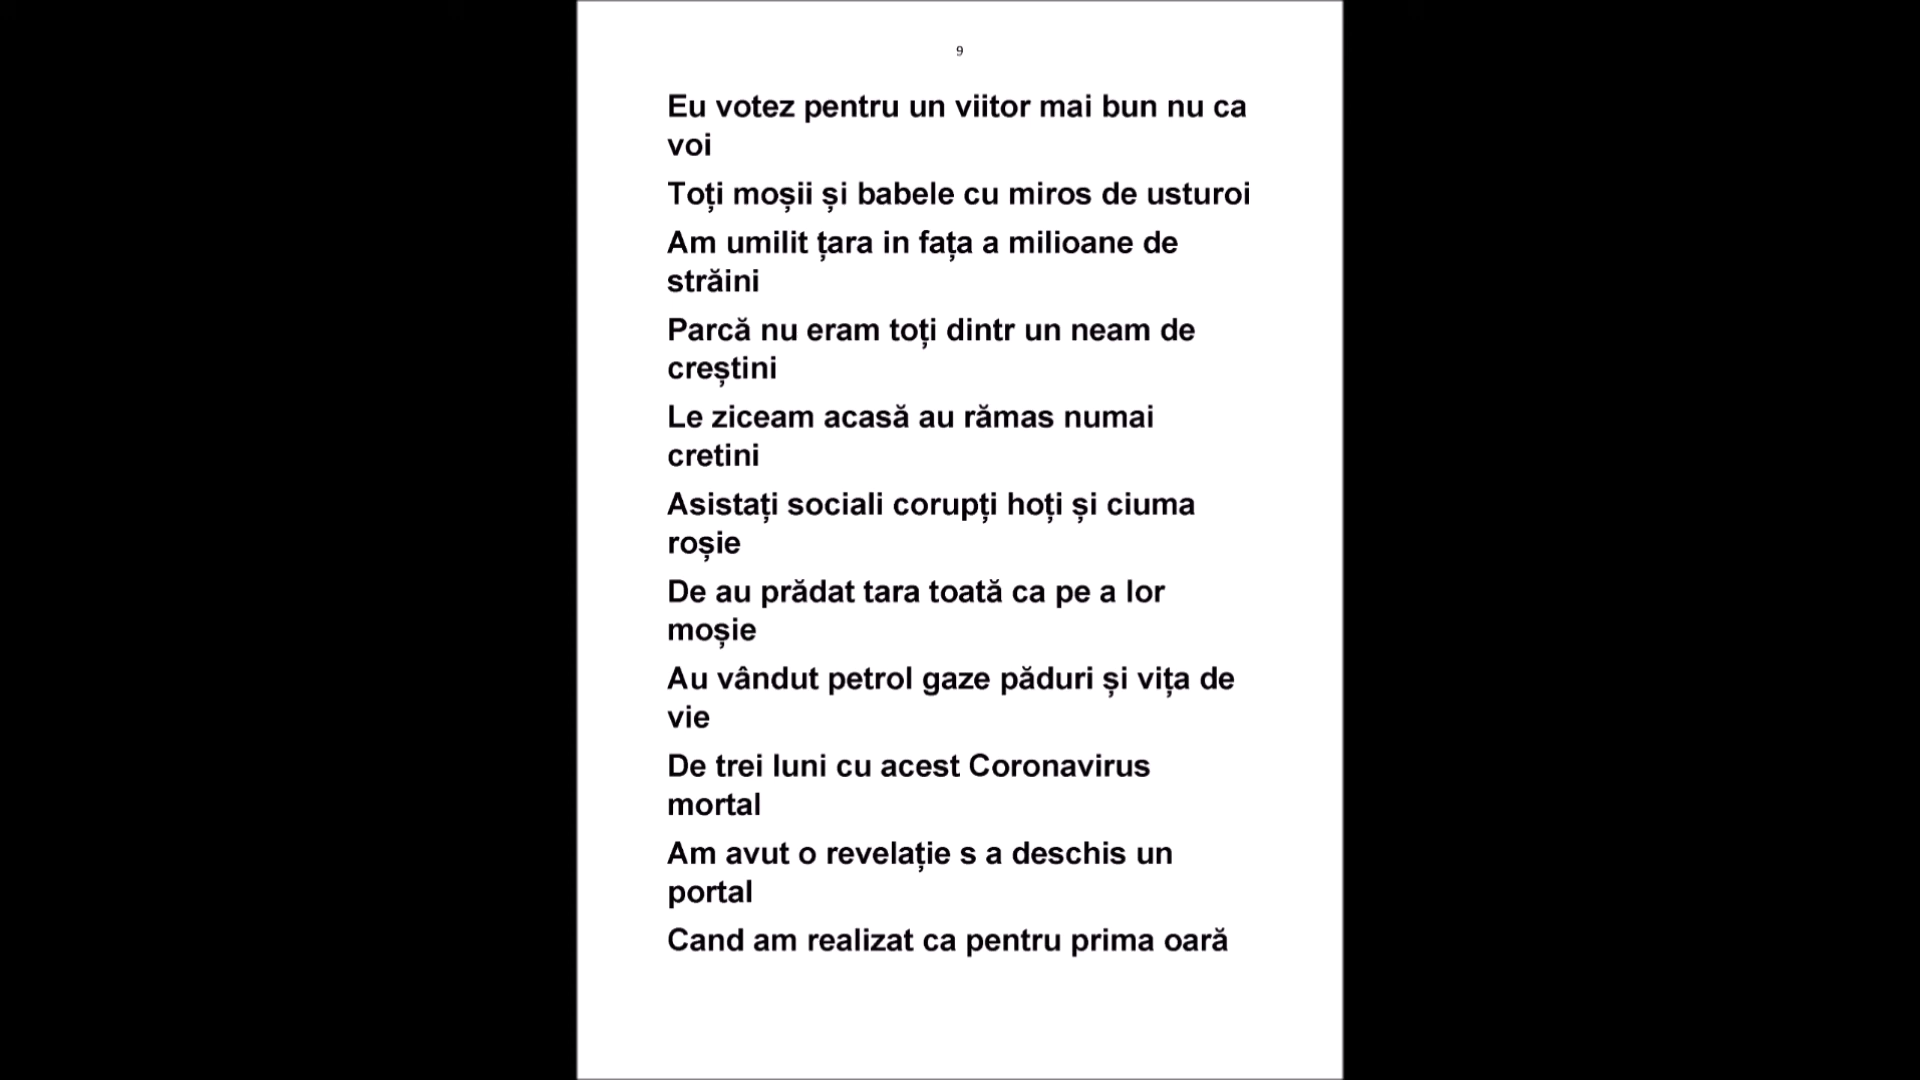 9
Eu votez pentru un viitor mai bun nu ca
voi
Toți moșii și babele cu miros de usturoi
Am umilit țara in fața a milioane de
străini
Parcă nu eram toți dintr un neam de
creștini
Le ziceam acasă au rămas numai
cretini
Asistați sociali corupți hoți și ciuma
roșie
De au prădat tara toată ca pe a lor
moșie
Au vândut petrol gaze păduri și vița de
vie
De trei luni cu acest Coronavirus
mortal
Am avut o revelație s a deschis un
portal
Cand am realizat ca pentru prima oară